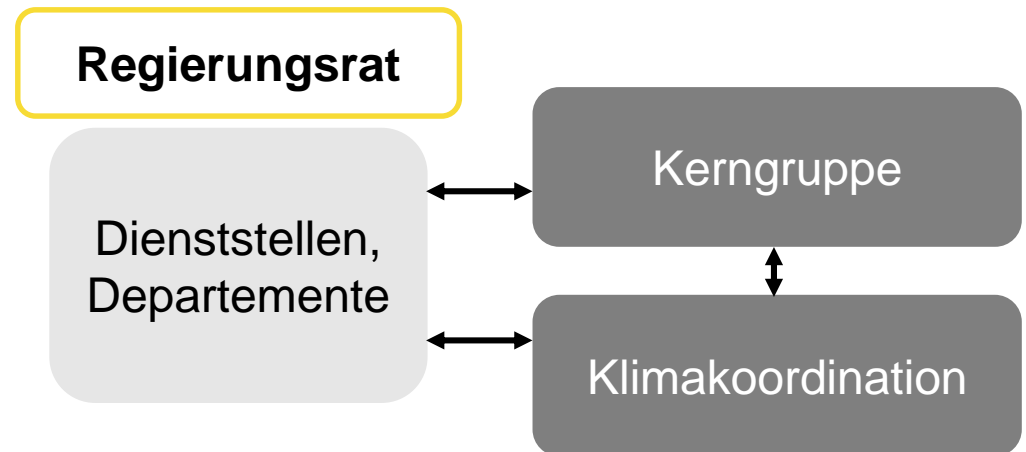 Regierungsrat
Dienststellen,
Departemente
Kerngruppe
Klimakoordination